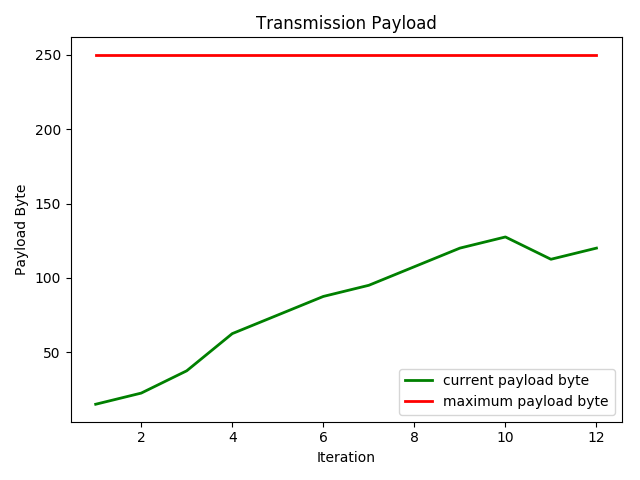 Transmission Payload
250
200
150
100
50
Payload Byte
2
4
6
8
10
12
Iteration
current payload byte
maximum payload byte